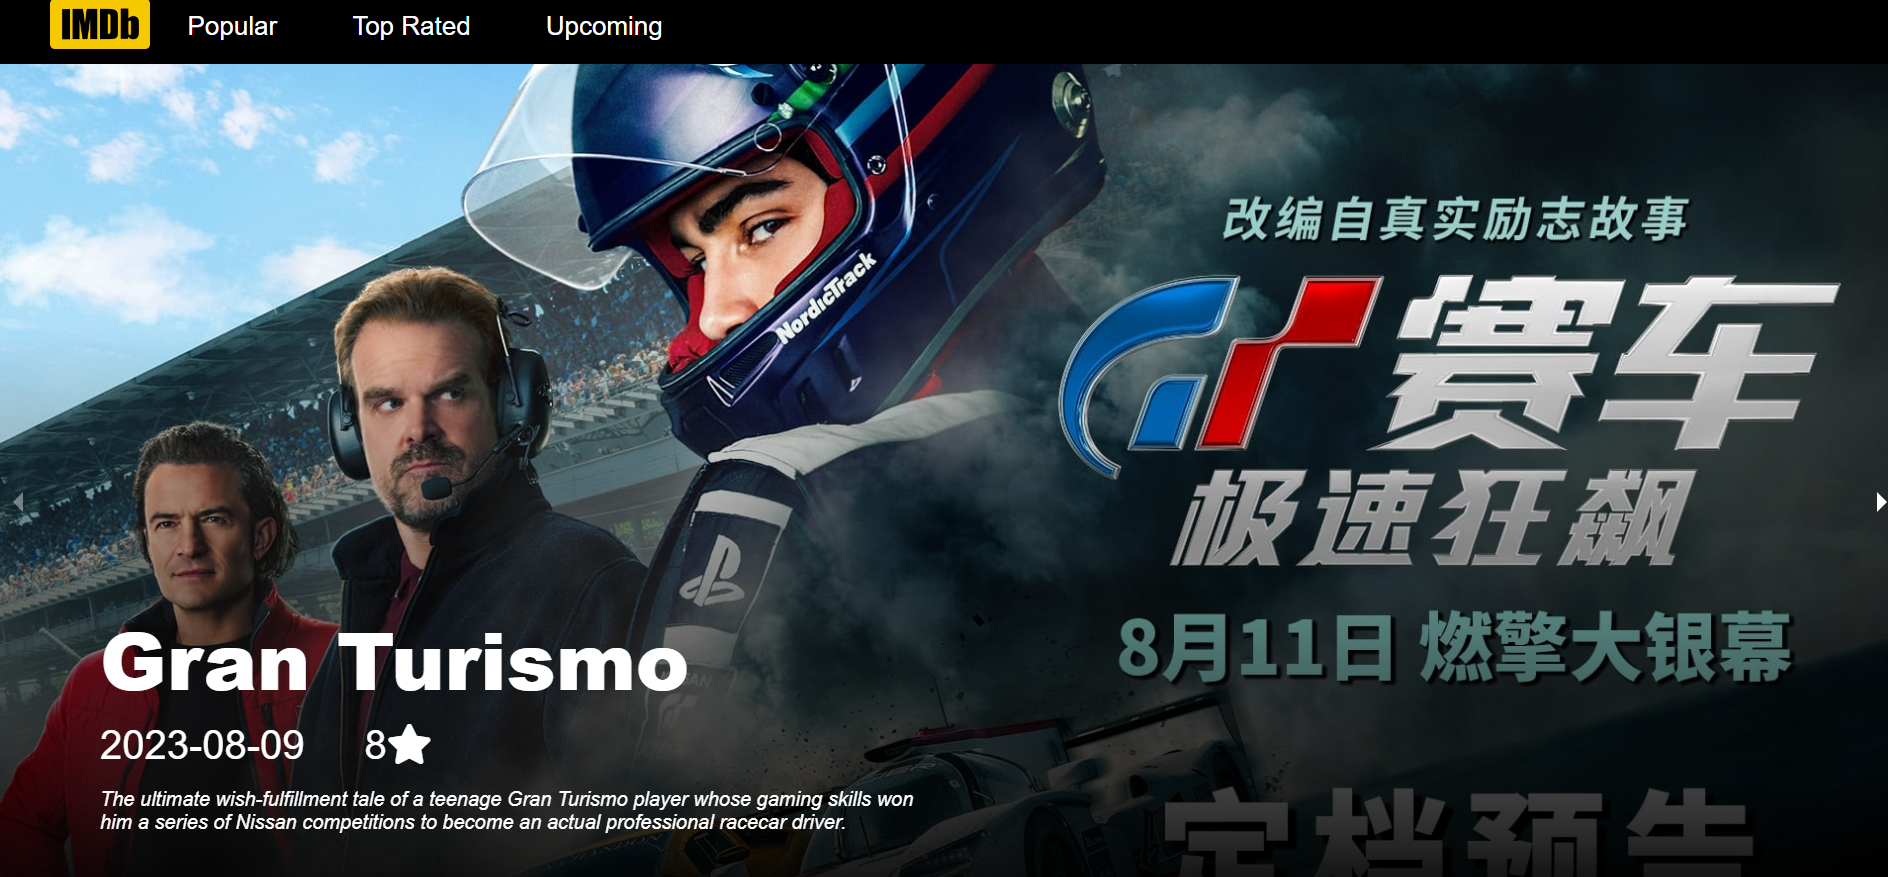 IMDb Popular Top Rated Upcoming
NordicTrack
改编自真实励志故事
GT赛车
极速狂飙
8月11日 燃擎大银幕
Gran Turismo
2023-08-09 8
The ultimate wish-fulfillment tale of a teenage Gran Turismo player whose gaming skills won
him a series of Nissan competitions to become an actual professional racecar driver.
定档预告